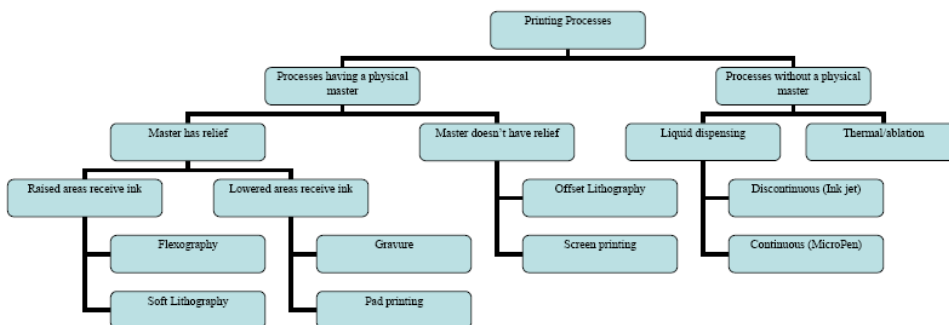 Printing Processes
Processes having a physical
master
Processes without a physical
master
Master has relief
Master doesn't have relief
Liquid dispensing
Thermal/ablation
Raised areas receive ink
Lowered areas receive ink
Offset Lithography
Discontinuous (Ink jet)
Flexography
Gravure
Screen printing
Continuous (MicroPen)
Soft Lithography
Pad printing